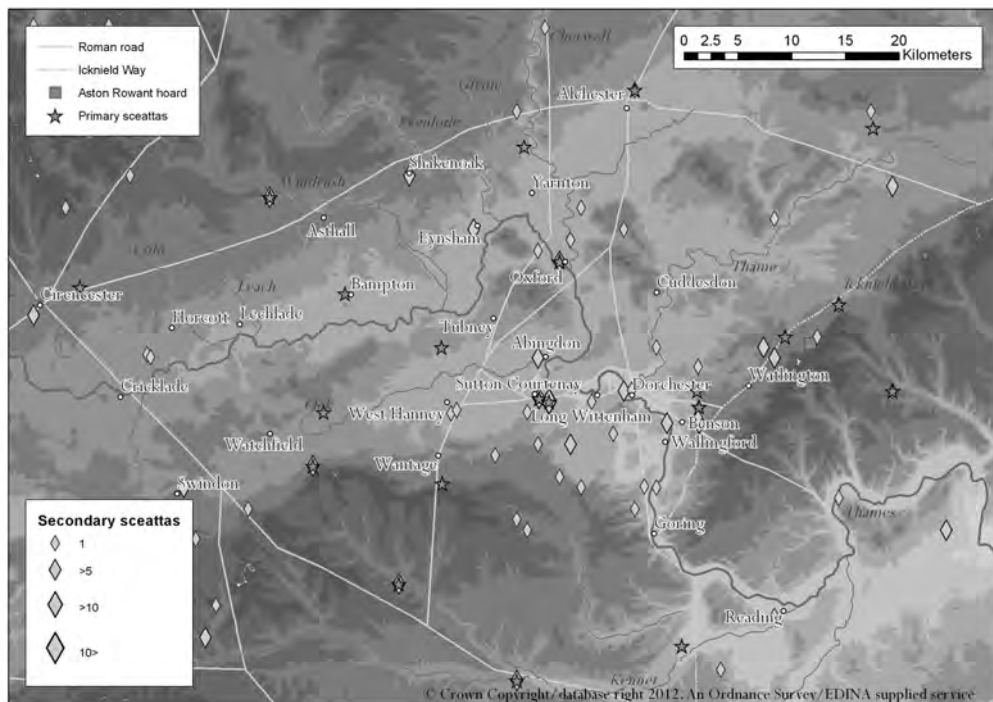 Roman road
Icknield Way
Aston Rowant hoard
Primary sceattas
0 2.5 5 10 15 20
Kilometers
Cherwell
Glyme
Evenlode
Alchester
Shakenoak
Windrush
Yarnton
Asthall
Eynsham
Coln
Oxford
Thame
Cuddesdon
Leach
Bampton
Cirencester
Horcott
Lechlade
Tubney
Abingdon
Cricklade
Sutton Courtenay
Dorchester
Watlington
West Hanney
Long Wittenham
Benson
Watchfield
Wallingford
Wantage
Swindon
Thames
Goring
Reading
Kennet
Secondary sceattas
1
>5
>10
10>
© Crown Copyright/database right 2012. An Ordnance Survey/EDINA supplied service